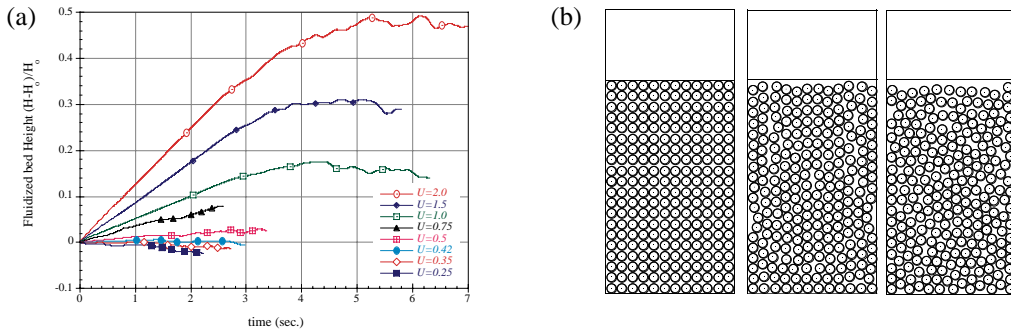 (a)
Fluidized bed Height (H-H_o)/H_o
0.5
0.4
0.3
0.2
0.1
0
-0.1
U=2.0
U=1.5
U=1.0
U=0.75
U=0.5
U=0.42
U=0.35
U=0.25
0 1 2 3 4 5 6 7
time (sec.)
(b)